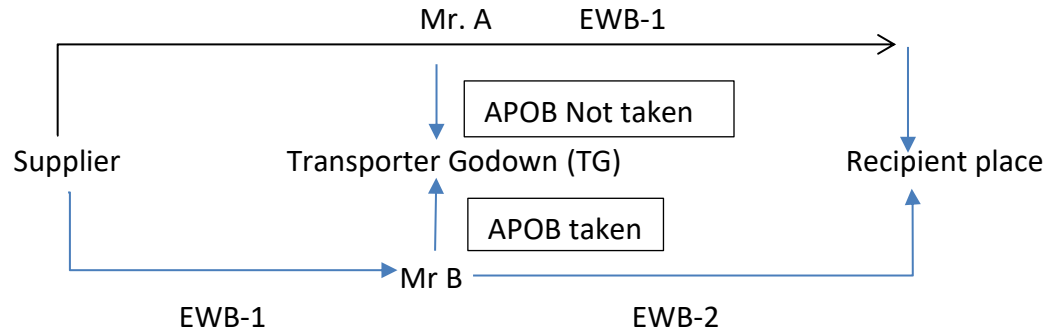 Mr. A EWB-1
APOB Not taken
Supplier Transporter Godown (TG) Recipient place
APOB taken
Mr B
EWB-1 EWB-2